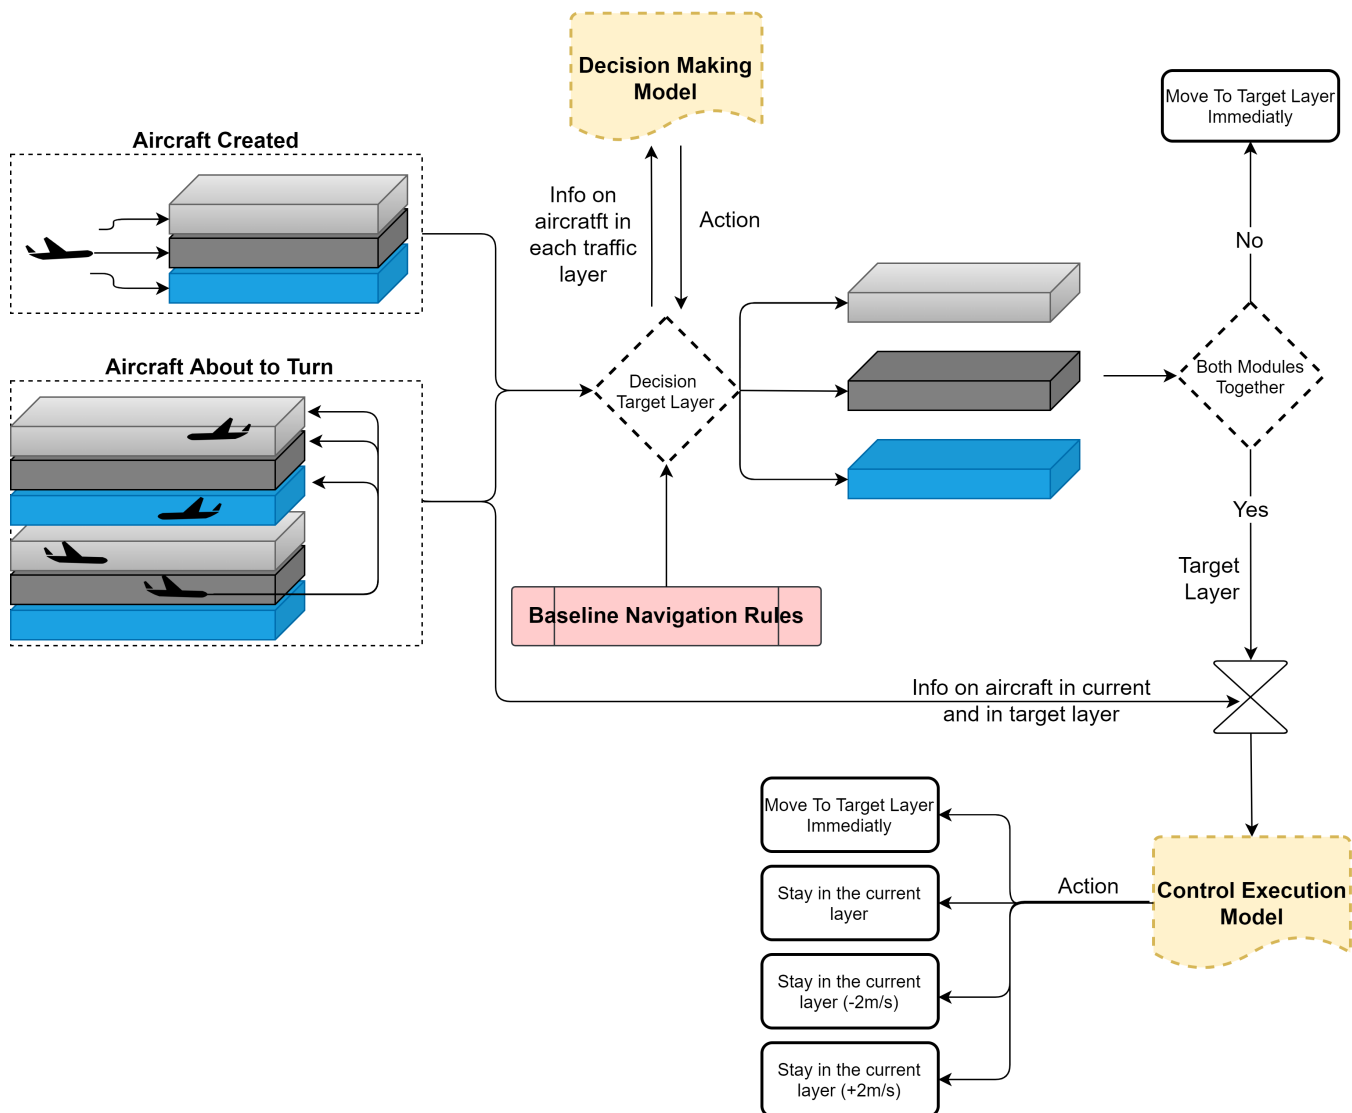 Decision Making
Model
Move To Target Layer
Immediatly
Aircraft Created
Info on
aircratft in
each traffic
layer
Action
No
Aircraft About to Turn
Decision
Target Layer
Both Modules
Together
Yes
Target
Layer
Baseline Navigation Rules
Info on aircraft in current
and in target layer
Move To Target Layer
Immediatly
Stay in the current
layer
Stay in the current
layer (-2m/s)
Stay in the current
layer (+2m/s)
Action
Control Execution
Model